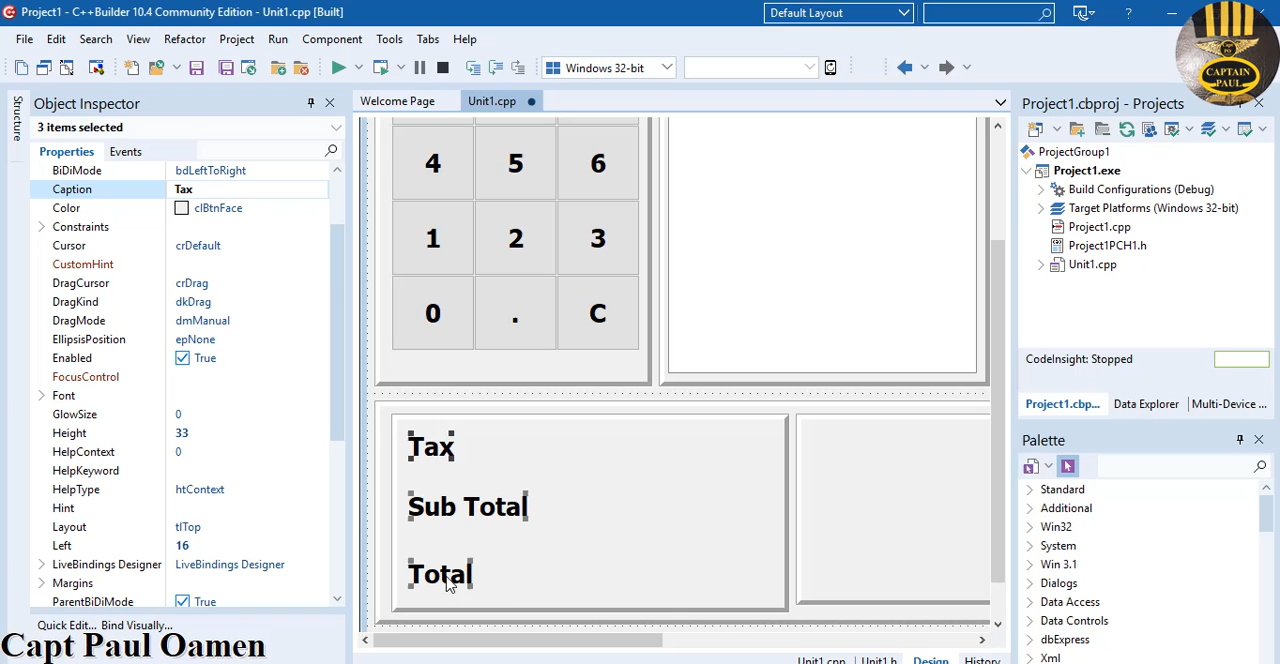 Project1 - C++Builder 10.4 Community Edition - Unit1.cpp [Built]
Default Layout
File Edit Search View Refactor Project Run Component Tools Tabs Help
Windows 32-bit
CAPTAIN
PAUL
Structure
Object Inspector
3 items selected
Properties Events
BiDiMode bdLeftToRight
Caption Tax
Color clBtnFace
Constraints
Cursor crDefault
CustomHint
DragCursor crDrag
DragKind dkDrag
DragMode dmManual
EllipsisPosition epNone
Enabled True
FocusControl
Font
GlowSize 0
Height 33
HelpContext 0
HelpKeyword
HelpType htContext
Hint
Layout tlTop
Left 16
LiveBindings Designer LiveBindings Designer
Margins
ParentBiDiMode True
Quick Edit... Bind Visually...
Capt Paul Oamen
Welcome Page Unit1.cpp
4 5 6
1 2 3
0 . C
Tax
Sub Total
Total
Unit1.cpp Unit1.h Design History
Project1.cbproj - Projects
ProjectGroup1
Project1.exe
Build Configurations (Debug)
Target Platforms (Windows 32-bit)
Project1.cpp
Project1PCH1.h
Unit1.cpp
CodeInsight: Stopped
Project1.cbp... Data Explorer Multi-Device ...
Palette
Standard
Additional
Win32
System
Win 3.1
Dialogs
Data Access
Data Controls
dbExpress
Xml